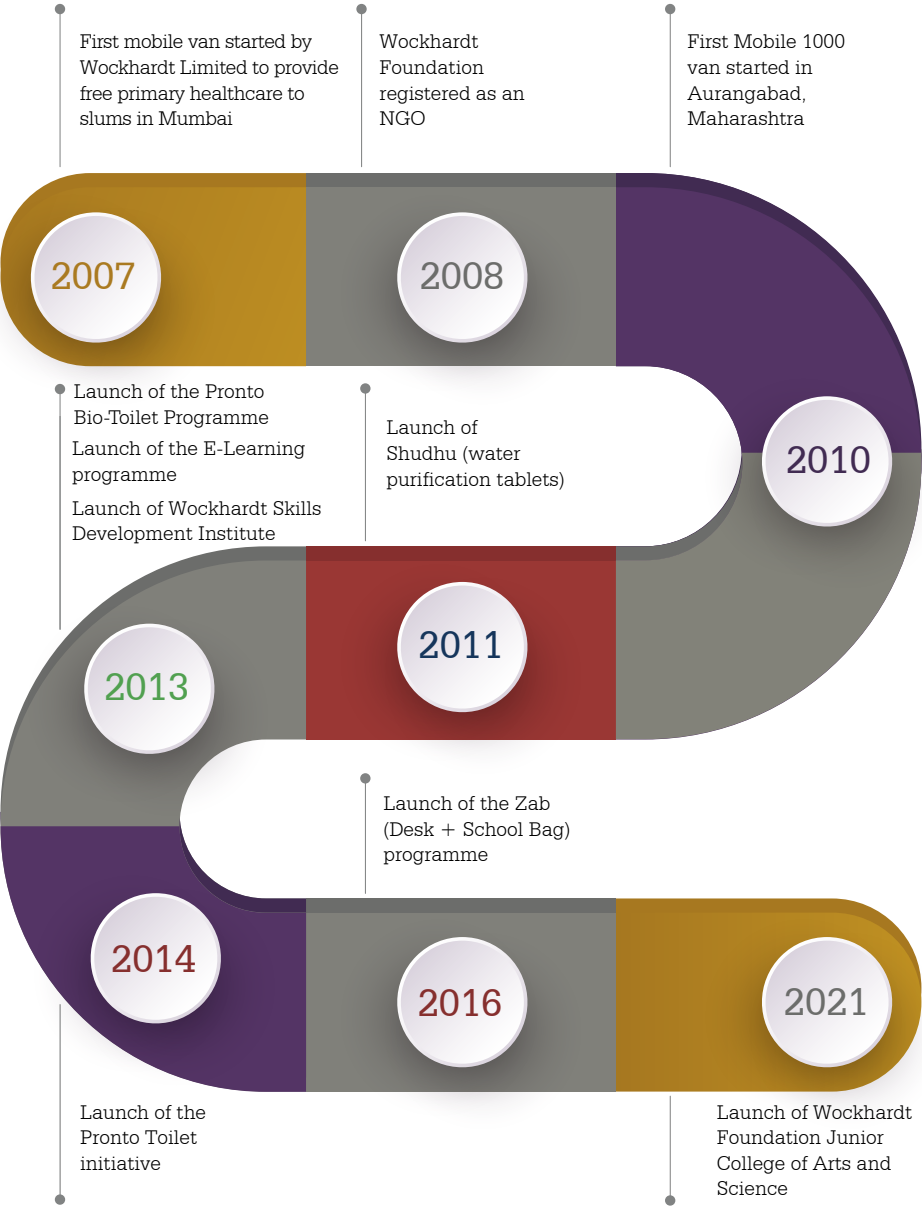 First mobile van started by
Wockhardt Limited to provide
free primary healthcare to
slums in Mumbai
Wockhardt
Foundation
registered as an
NGO
First Mobile 1000
van started in
Aurangabad,
Maharashtra
2007
2008
2010
Launch of the Pronto
Bio-Toilet Programme
Launch of the E-Learning
programme
Launch of Wockhardt Skills
Development Institute
Launch of
Shudhu (water
purification tablets)
2013
2011
Launch of the Zab
(Desk + School Bag)
programme
2014
2016
2021
Launch of the
Pronto Toilet
initiative
Launch of Wockhardt
Foundation Junior
College of Arts and
Science